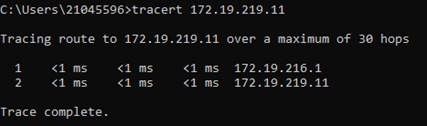 C:\Users\21045596>tracert 172.19.219.11
Tracing route to 172.19.219.11 over a maximum of 30 hops
1 <1 ms <1 ms <1 ms 172.19.216.1
2 <1 ms <1 ms <1 ms 172.19.219.11
Trace complete.